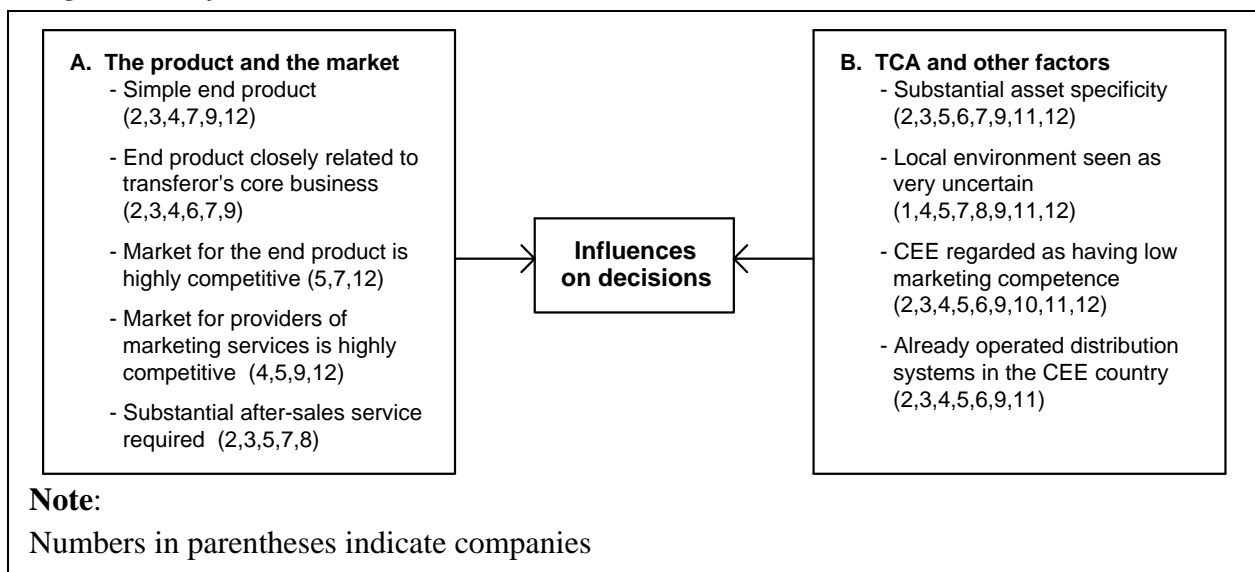 A. The product and the market
- Simple end product
(2,3,4,7,9,12)
- End product closely related to
transferor's core business
(2,3,4,6,7,9)
- Market for the end product is
highly competitive (5,7,12)
- Market for providers of
marketing services is highly
competitive (4,5,9,12)
- Substantial after-sales service
required (2,3,5,7,8)
Influences
on decisions
B. TCA and other factors
- Substantial asset specificity
(2,3,5,6,7,9,11,12)
- Local environment seen as
very uncertain
(1,4,5,7,8,9,11,12)
- CEE regarded as having low
marketing competence
(2,3,4,5,6,9,10,11,12)
- Already operated distribution
systems in the CEE country
(2,3,4,5,6,9,11)
Note:
Numbers in parentheses indicate companies